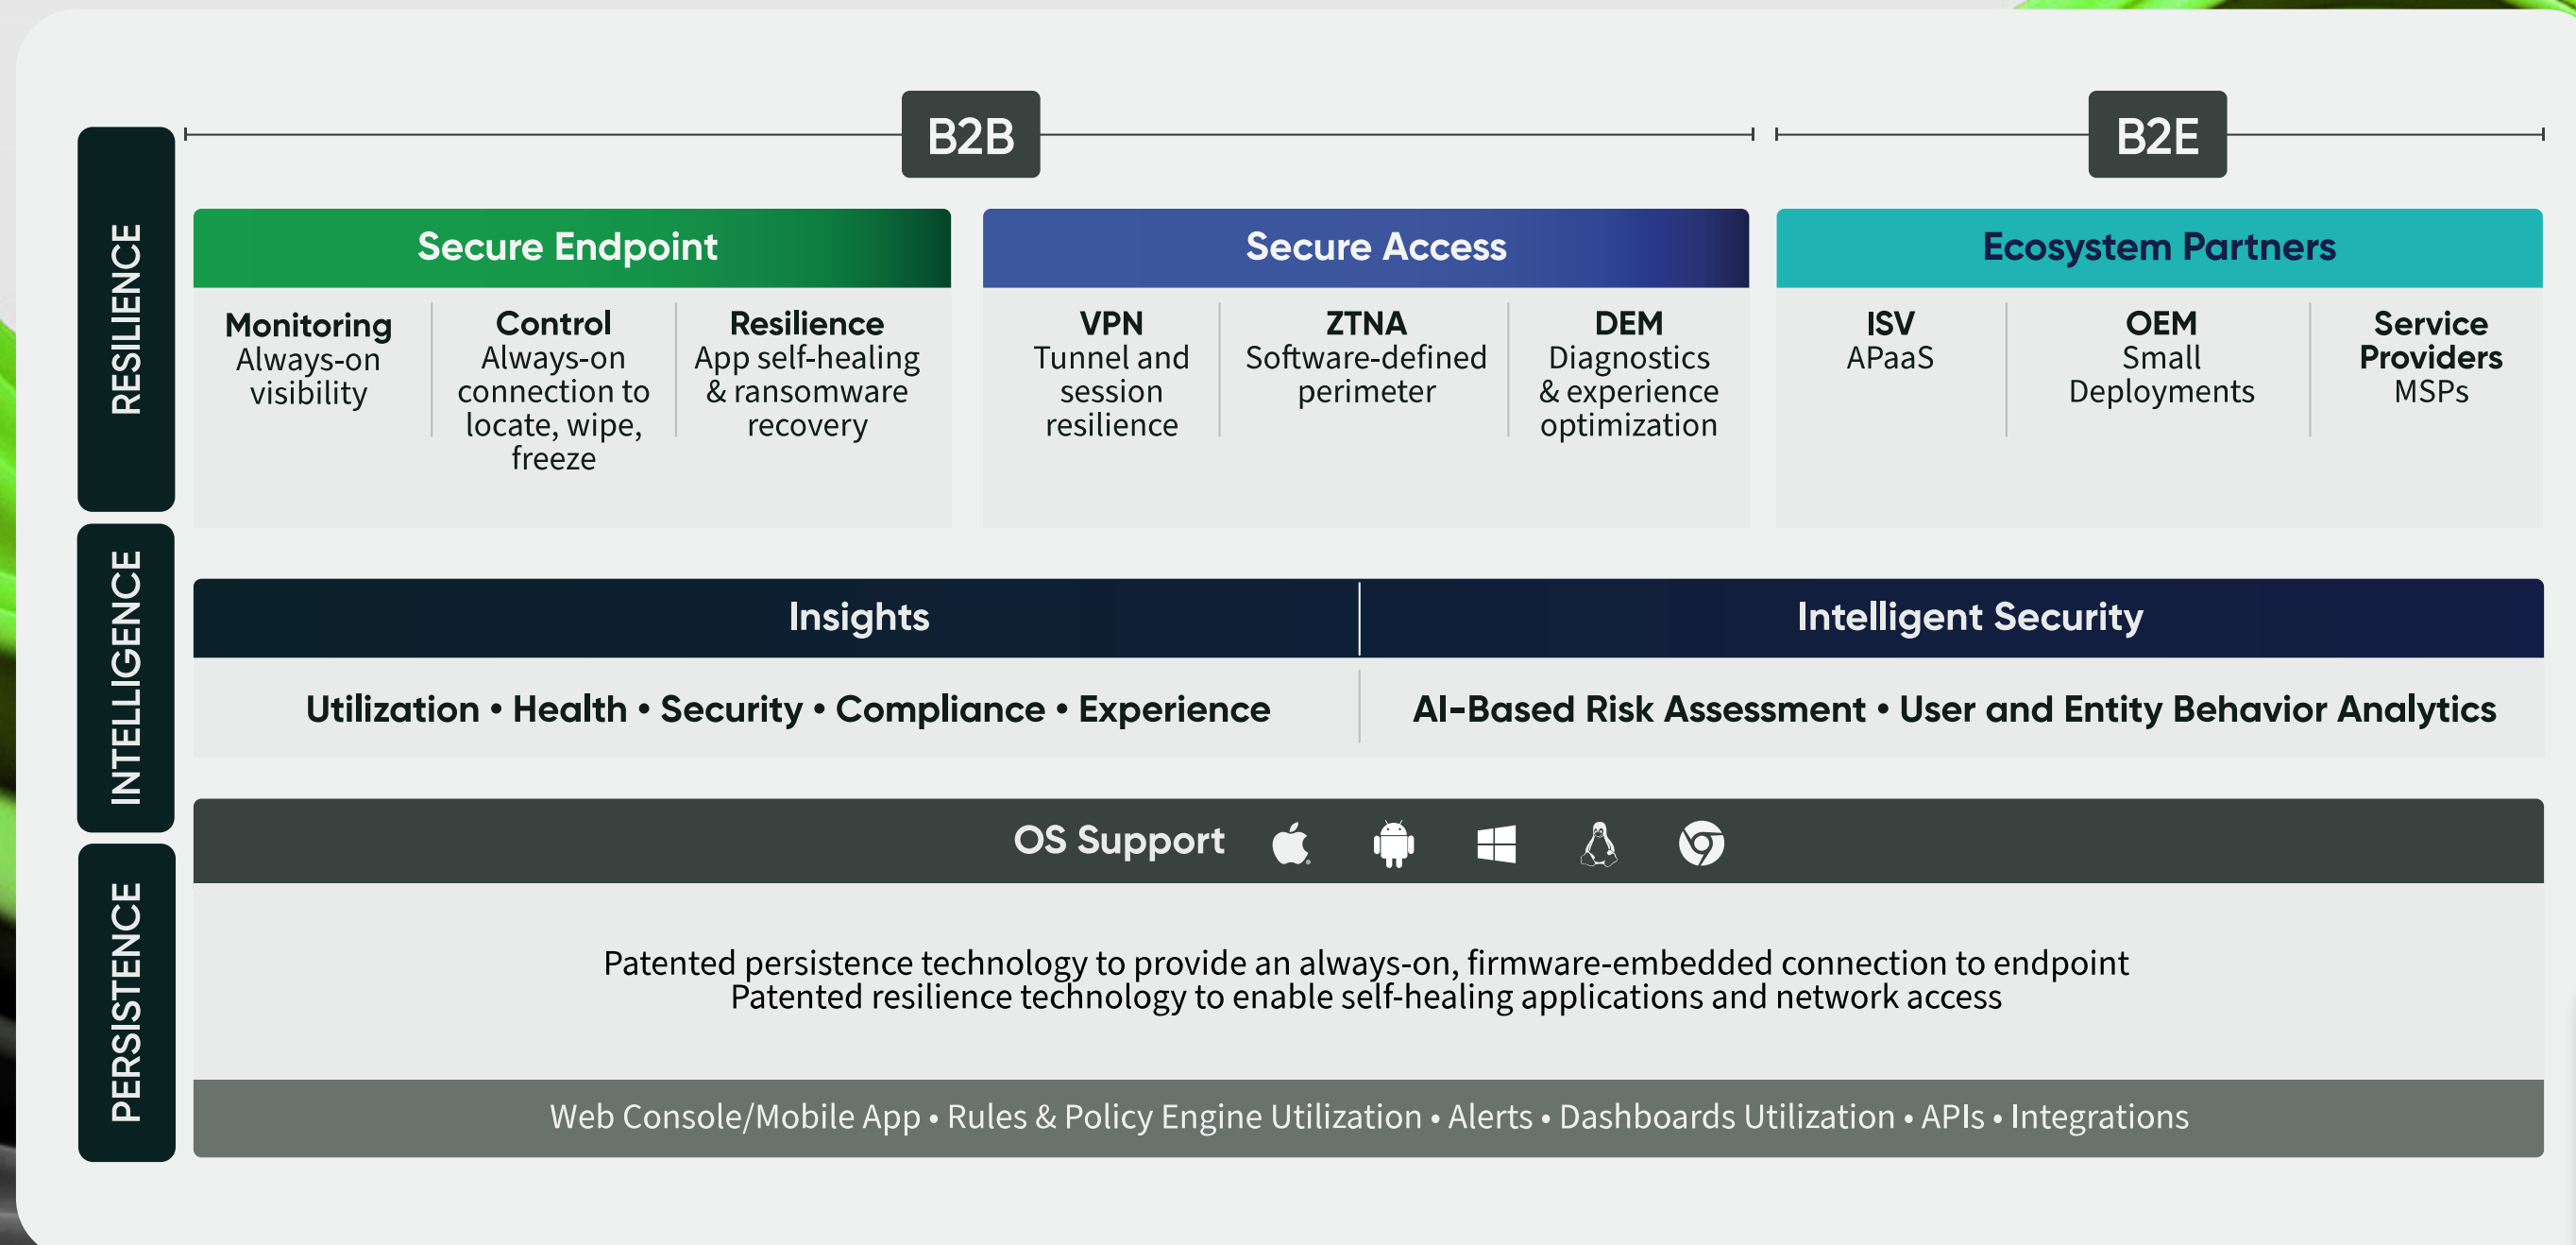 B2B
B2E
RESILIENCE
Secure Endpoint
Monitoring
Always-on
visibility
Control
Always-on
connection to
locate, wipe,
freeze
Resilience
App self-healing
& ransomware
recovery
Secure Access
VPN
Tunnel and
session
resilience
ZTNA
Software-defined
perimeter
DEM
Diagnostics
& experience
optimization
Ecosystem Partners
ISV
APaaS
OEM
Small
Deployments
Service
Providers
MSPs
INTELLIGENCE
Insights
Utilization • Health • Security • Compliance • Experience
Intelligent Security
AI-Based Risk Assessment • User and Entity Behavior Analytics
PERSISTENCE
OS Support
Patented persistence technology to provide an always-on, firmware-embedded connection to endpoint
Patented resilience technology to enable self-healing applications and network access
Web Console/Mobile App • Rules & Policy Engine Utilization • Alerts • Dashboards Utilization • APIs • Integrations